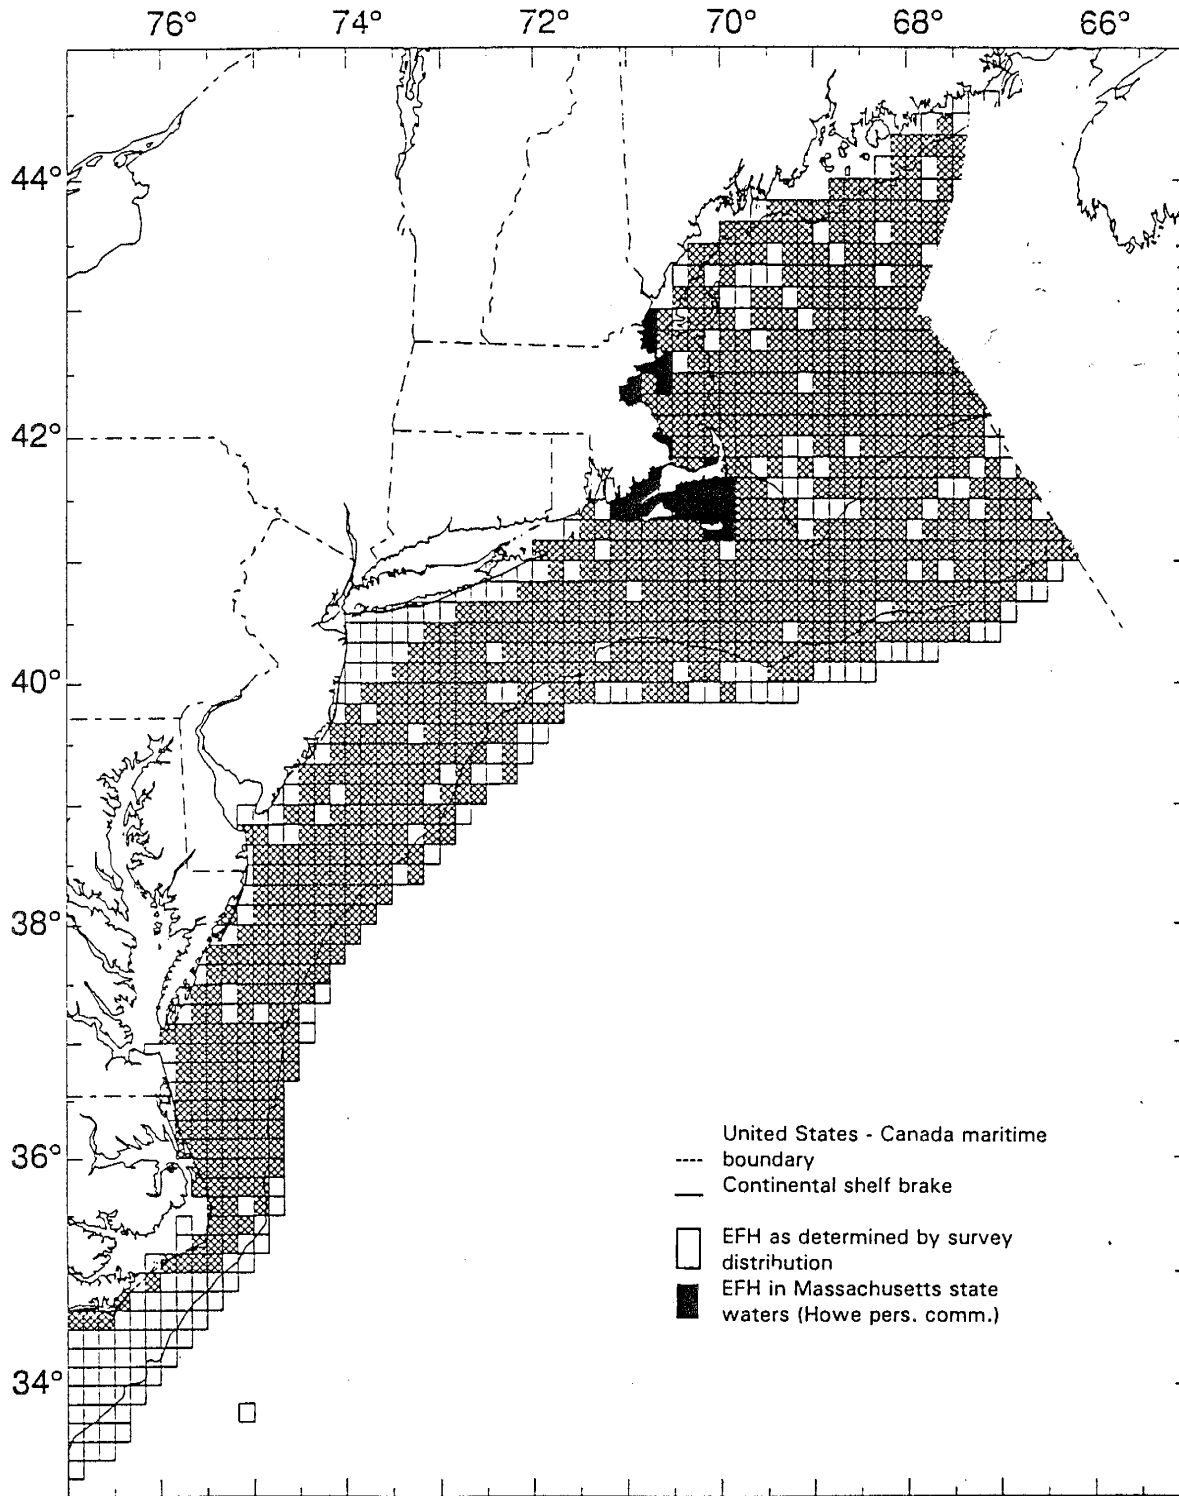 76° 74° 72° 70° 68° 66°
44°
42°
40°
38°
36°
34°
United States - Canada maritime
boundary
Continental shelf brake
EFH as determined by survey
distribution
EFH in Massachusetts state
waters (Howe pers. comm.)